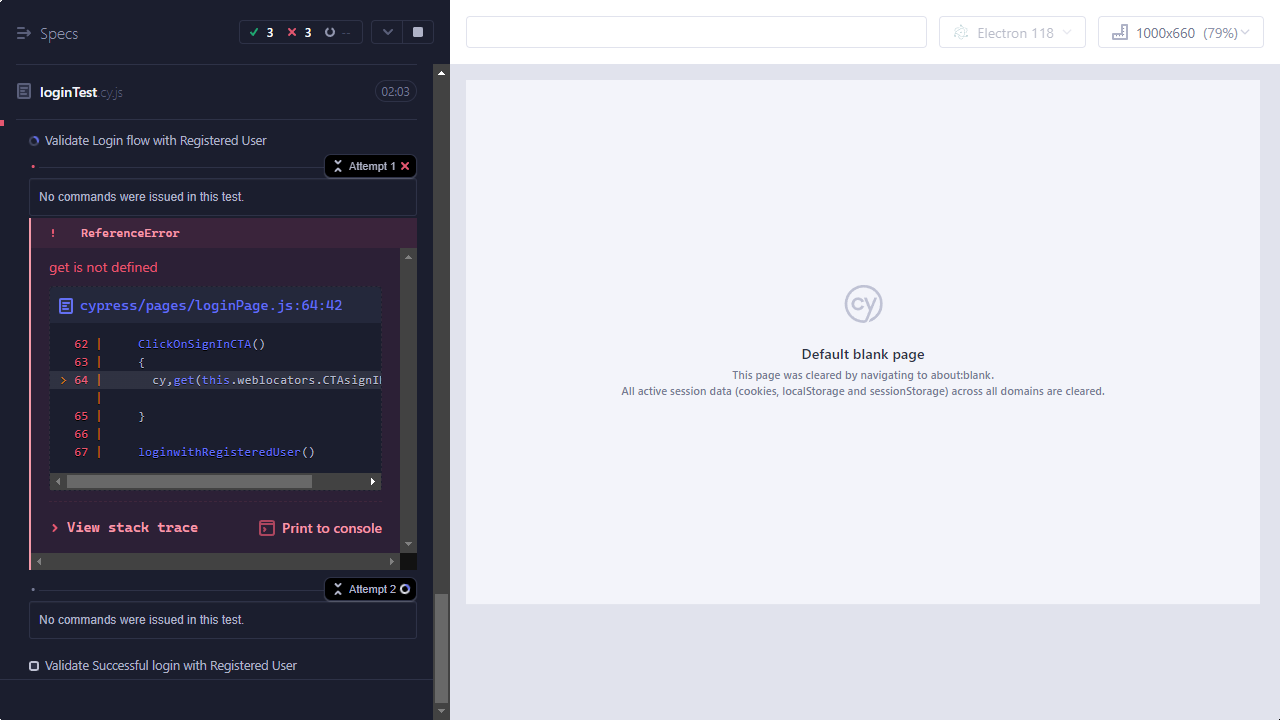 Specs
3 3 --
Electron 118
1000x660 (79%)
loginTest.cy.js
02:03
Validate Login flow with Registered User
Attempt 1
No commands were issued in this test.
! ReferenceError
get is not defined
cypress/pages/loginPage.js:64:42
62 | ClickOnSignInCTA()
63 | {
> 64 | cy,get(this.weblocators.CTAsignI
|
65 | }
66 |
67 | loginwithRegisteredUser()
> View stack trace
Print to console
Attempt 2
No commands were issued in this test.
Validate Successful login with Registered User
cy
Default blank page
This page was cleared by navigating to about:blank.
All active session data (cookies, localStorage and sessionStorage) across all domains are cleared.